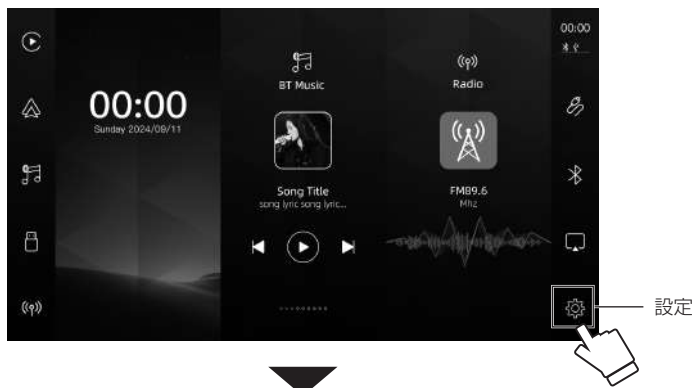 00:00
BT Music
Radio
00:00
Sunday 2024/09/11
Song Title
song lyric song lyric...
FM89.6
Mhz
設定